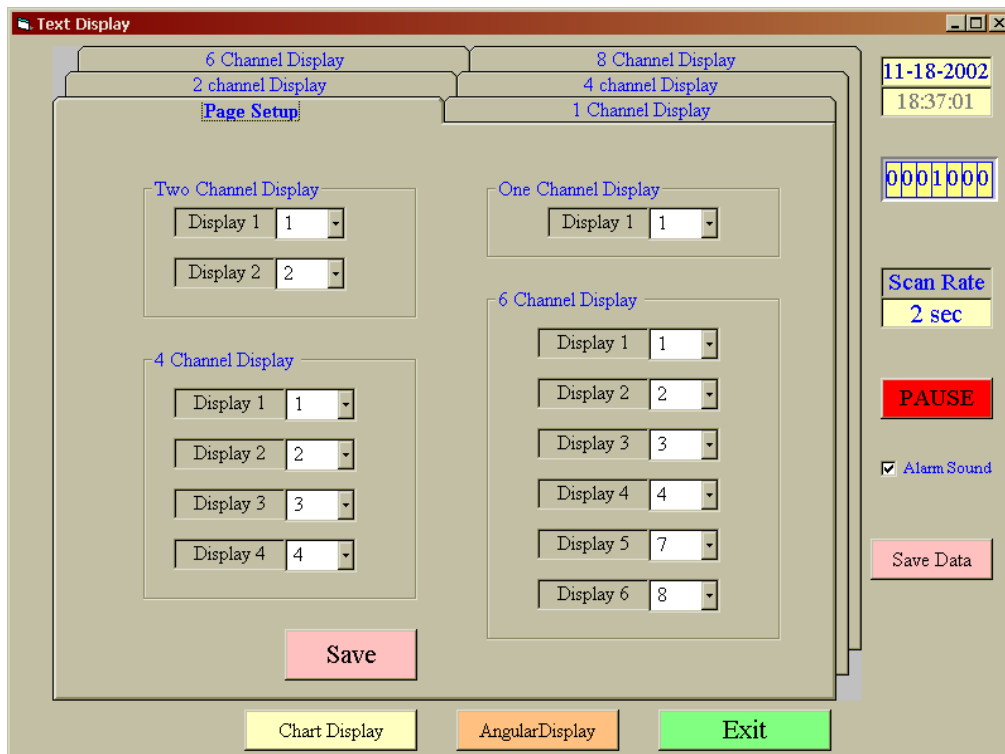 Text Display
6 Channel Display
8 Channel Display
2 channel Display
4 channel Display
Page Setup
1 Channel Display
Two Channel Display
Display 1
1
Display 2
2
4 Channel Display
Display 1
1
Display 2
2
Display 3
3
Display 4
4
Save
One Channel Display
Display 1
1
6 Channel Display
Display 1
1
Display 2
2
Display 3
3
Display 4
4
Display 5
7
Display 6
8
11-18-2002
18:37:01
0001000
Scan Rate
2 sec
PAUSE
Alarm Sound
Save Data
Chart Display
AngularDisplay
Exit